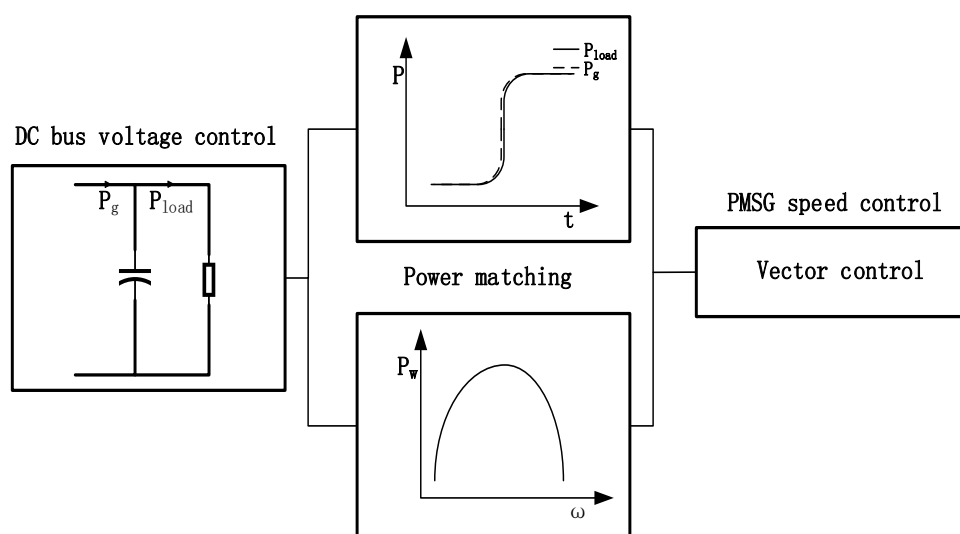 DC bus voltage control
P_g
P_load
P
P_load
P_g
t
Power matching
P_w
ω
PMSG speed control
Vector control